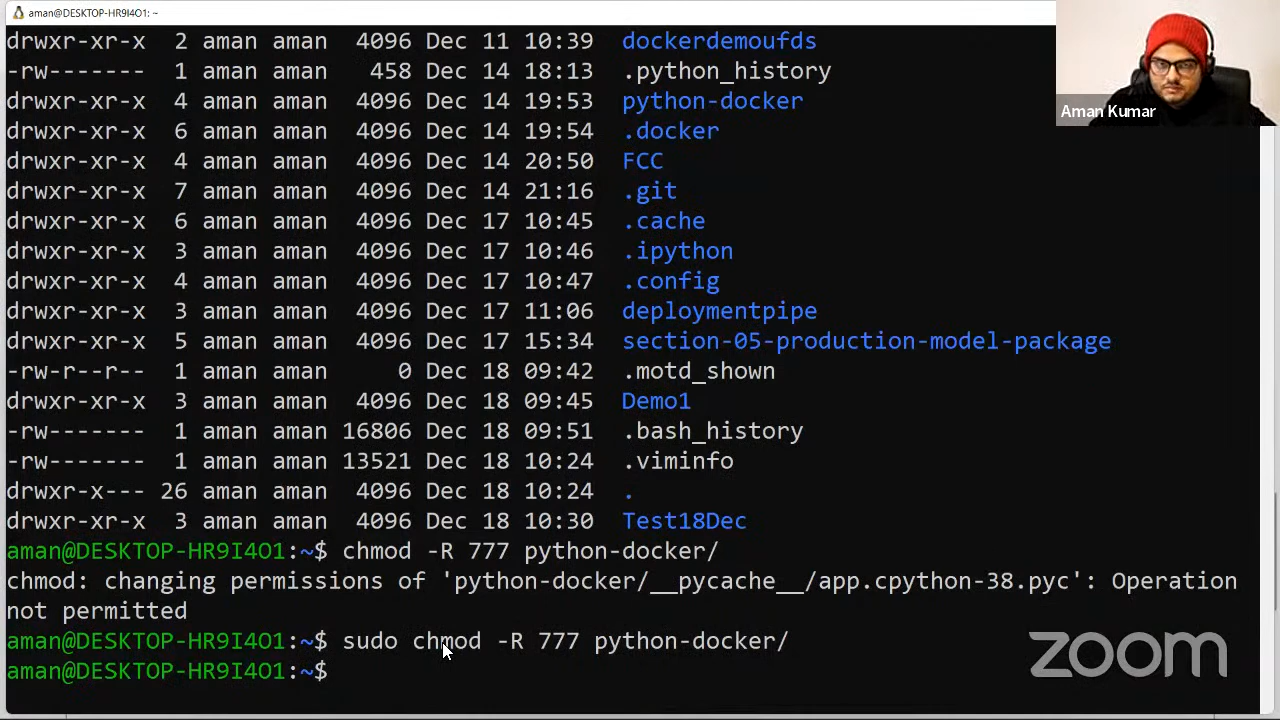 aman@DESKTOP-HR9I4O1: ~
drwxr-xr-x 2 aman aman 4096 Dec 11 10:39 dockerdemoufds
-rw------- 1 aman aman 458 Dec 14 18:13 .python_history
drwxr-xr-x 4 aman aman 4096 Dec 14 19:53 python-docker
drwxr-xr-x 6 aman aman 4096 Dec 14 19:54 .docker
drwxr-xr-x 4 aman aman 4096 Dec 14 20:50 FCC
drwxr-xr-x 7 aman aman 4096 Dec 14 21:16 .git
drwxr-xr-x 6 aman aman 4096 Dec 17 10:45 .cache
drwxr-xr-x 3 aman aman 4096 Dec 17 10:46 .ipython
drwxr-xr-x 4 aman aman 4096 Dec 17 10:47 .config
drwxr-xr-x 3 aman aman 4096 Dec 17 11:06 deploymentpipe
drwxr-xr-x 5 aman aman 4096 Dec 17 15:34 section-05-production-model-package
-rw-r--r-- 1 aman aman 0 Dec 18 09:42 .motd_shown
drwxr-xr-x 3 aman aman 4096 Dec 18 09:45 Demo1
-rw------- 1 aman aman 16806 Dec 18 09:51 .bash_history
-rw------- 1 aman aman 13521 Dec 18 10:24 .viminfo
drwxr-x--- 26 aman aman 4096 Dec 18 10:24 .
drwxr-xr-x 3 aman aman 4096 Dec 18 10:30 Test18Dec
aman@DESKTOP-HR9I4O1:~$ chmod -R 777 python-docker/
chmod: changing permissions of 'python-docker/__pycache__/app.cpython-38.pyc': Operation
not permitted
aman@DESKTOP-HR9I4O1:~$ sudo chmod -R 777 python-docker/
aman@DESKTOP-HR9I4O1:~$
Aman Kumar
zoom